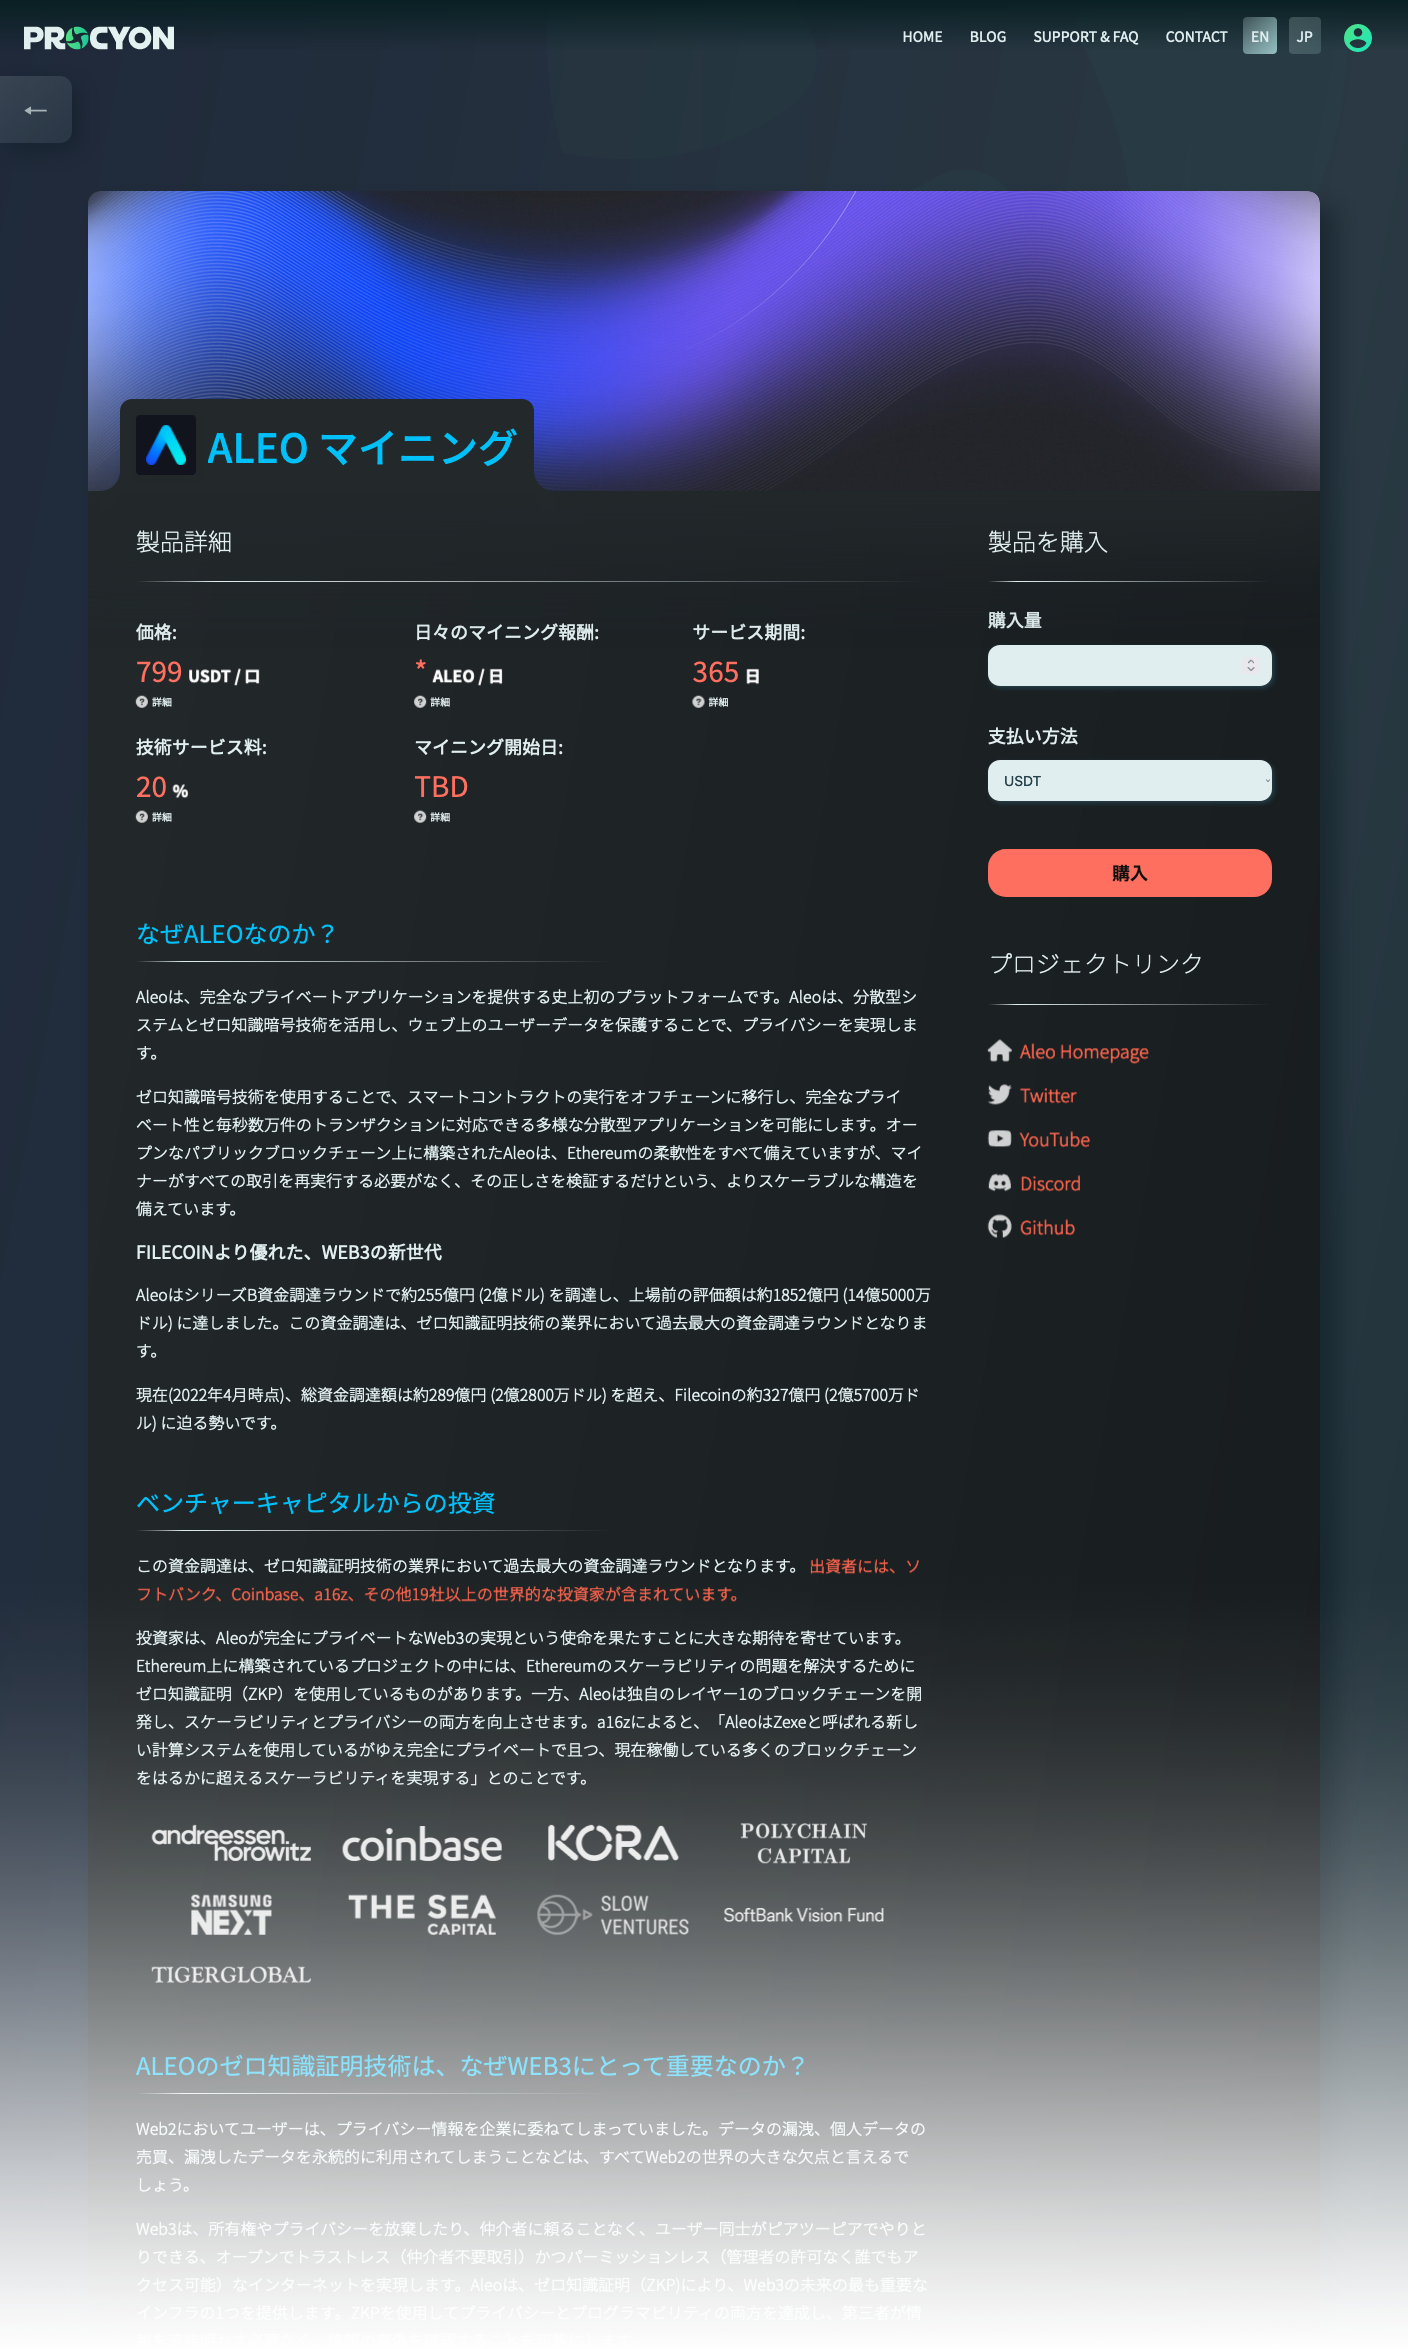 PROCYON
HOME BLOG SUPPORT & FAQ CONTACT EN JP
ALEO マイニング
製品詳細
価格:
799 USDT / 口
詳細
日々のマイニング報酬:
* ALEO / 日
詳細
サービス期間:
365 日
詳細
技術サービス料:
20 %
詳細
マイニング開始日:
TBD
詳細
製品を購入
購入量
支払い方法
USDT
購入
プロジェクトリンク
Aleo Homepage
Twitter
YouTube
Discord
Github
なぜALEOなのか？
Aleoは、完全なプライベートアプリケーションを提供する史上初のプラットフォームです。Aleoは、分散型シ
ステムとゼロ知識暗号技術を活用し、ウェブ上のユーザーデータを保護することで、プライバシーを実現しま
す。
ゼロ知識暗号技術を使用することで、スマートコントラクトの実行をオフチェーンに移行し、完全なプライ
ベート性と毎秒数万件のトランザクションに対応できる多様な分散型アプリケーションを可能にします。オー
プンなパブリックブロックチェーン上に構築されたAleoは、Ethereumの柔軟性をすべて備えていますが、マイ
ナーがすべての取引を再実行する必要がなく、その正しさを検証するだけという、よりスケーラブルな構造を
備えています。
FILECOINより優れた、WEB3の新世代
AleoはシリーズB資金調達ラウンドで約255億円 (2億ドル) を調達し、上場前の評価額は約1852億円 (14億5000万
ドル) に達しました。この資金調達は、ゼロ知識証明技術の業界において過去最大の資金調達ラウンドとなりま
す。
現在(2022年4月時点)、総資金調達額は約289億円 (2億2800万ドル) を超え、Filecoinの約327億円 (2億5700万ド
ル) に迫る勢いです。
ベンチャーキャピタルからの投資
この資金調達は、ゼロ知識証明技術の業界において過去最大の資金調達ラウンドとなります。 出資者には、ソ
フトバンク、Coinbase、a16z、その他19社以上の世界的な投資家が含まれています。
投資家は、Aleoが完全にプライベートなWeb3の実現という使命を果たすことに大きな期待を寄せています。
Ethereum上に構築されているプロジェクトの中には、Ethereumのスケーラビリティの問題を解決するために
ゼロ知識証明（ZKP）を使用しているものがあります。一方、Aleoは独自のレイヤー1のブロックチェーンを開
発し、スケーラビリティとプライバシーの両方を向上させます。a16zによると、「AleoはZexeと呼ばれる新し
い計算システムを使用しているがゆえ完全にプライベートで且つ、現在稼働している多くのブロックチェーン
をはるかに超えるスケーラビリティを実現する」とのことです。
andreessen. horowitz
coinbase
KORA
POLYCHAIN CAPITAL
SAMSUNG NEXT
THE SEA CAPITAL
SLOW VENTURES
SoftBank Vision Fund
TIGERGLOBAL
ALEOのゼロ知識証明技術は、なぜWEB3にとって重要なのか？
Web2においてユーザーは、プライバシー情報を企業に委ねてしまっていました。データの漏洩、個人データの
売買、漏洩したデータを永続的に利用されてしまうことなどは、すべてWeb2の世界の大きな欠点と言えるで
しょう。
Web3は、所有権やプライバシーを放棄したり、仲介者に頼ることなく、ユーザー同士がピアツーピアでやりと
りできる、オープンでトラストレス（仲介者不要取引）かつパーミッションレス（管理者の許可なく誰でもア
クセス可能）なインターネットを実現します。Aleoは、ゼロ知識証明（ZKP)により、Web3の未来の最も重要な
インフラの1つを提供します。ZKPを使用してプライバシーとプログラマビリティの両方を達成し、第三者が情